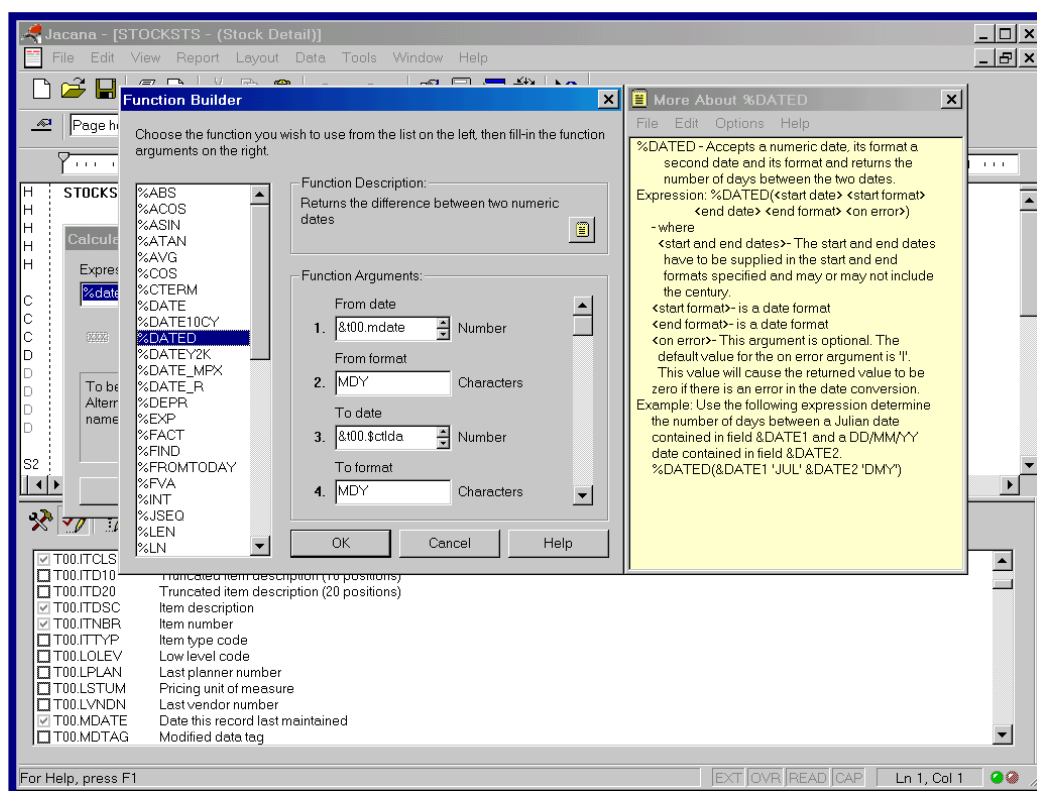 Jacana - [STOCKSTS - (Stock Detail)]
File Edit View Report Layout Data Tools Window Help
Page h
H STOCKS
H
H
H
H
C
C
C
D
D
D
D
D
S2
Calcula
Expres
%date
To be
Altern
name
Function Builder
Choose the function you wish to use from the list on the left, then fill-in the function
arguments on the right.
%ABS
%ACOS
%ASIN
%ATAN
%AVG
%COS
%CTERM
%DATE
%DATE10CY
%DATED
%DATEY2K
%DATE_MPX
%DATE_R
%DEPR
%EXP
%FACT
%FIND
%FROMTODAY
%FVA
%INT
%JSEQ
%LEN
%LN
Function Description:
Returns the difference between two numeric
dates
Function Arguments:
From date
1. &t00.mdate Number
From format
2. MDY Characters
To date
3. &t00.$ctlda Number
To format
4. MDY Characters
OK Cancel Help
More About %DATED
File Edit Options Help
%DATED - Accepts a numeric date, its format a
second date and its format and returns the
number of days between the two dates.
Expression: %DATED(<start date> <start format>
<end date> <end format> <on error>)
- where
<start and end dates>- The start and end dates
have to be supplied in the start and end
formats specified and may or may not include
the century.
<start format>- is a date format
<end format>- is a date format
<on error>- This argument is optional. The
default value for the on error argument is 'I'.
This value will cause the returned value to be
zero if there is an error in the date conversion.
Example: Use the following expression determine
the number of days between a Julian date
contained in field &DATE1 and a DD/MM/YY
date contained in field &DATE2.
%DATED(&DATE1 'JUL' &DATE2 'DMY')
T00.ITCLS
T00.ITD10 Truncated item description (10 positions)
T00.ITD20 Truncated item description (20 positions)
T00.ITDSC Item description
T00.ITNBR Item number
T00.ITTYP Item type code
T00.LOLEV Low level code
T00.LPLAN Last planner number
T00.LSTUM Pricing unit of measure
T00.LVNDN Last vendor number
T00.MDATE Date this record last maintained
T00.MDTAG Modified data tag
For Help, press F1
EXT OVR READ CAP Ln 1, Col 1